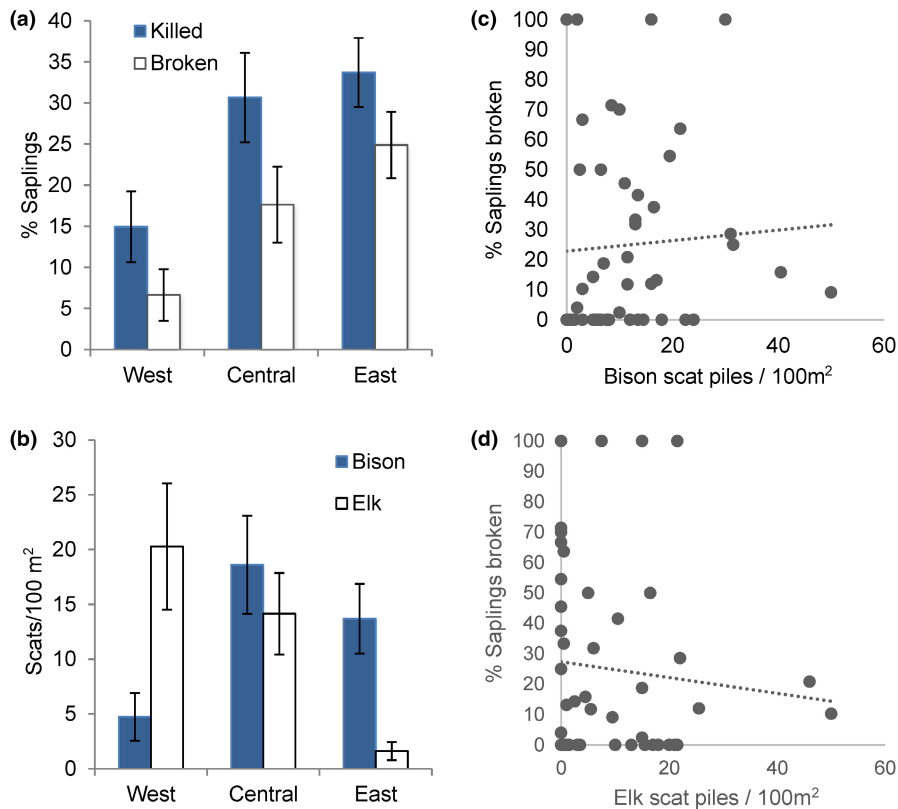 (a)
% Saplings
40
35
30
25
20
15
10
5
0
Killed
Broken
West Central East
(b)
Scats/100 m²
30
25
20
15
10
5
0
Bison
Elk
West Central East
(c)
% Saplings broken
100
90
80
70
60
50
40
30
20
10
0
0 20 40 60
Bison scat piles / 100m²
(d)
% Saplings broken
100
90
80
70
60
50
40
30
20
10
0
0 20 40 60
Elk scat piles / 100m²